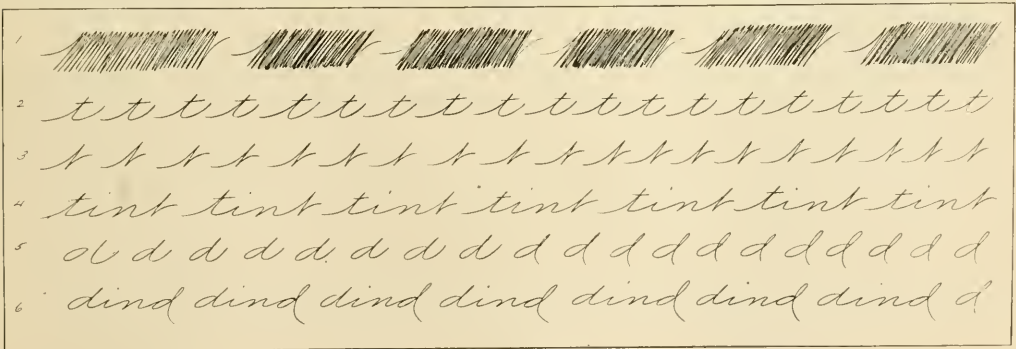 1
2 t t t t t t t t t t t t t t t t t t t
3 t t t t t t t t t t t t t t t t t t t
4 tint tint tint tint tint tint tint
5 d d d d d d d d d d d d d d d d d d d
6 dind dind dind dind dind dind dind d